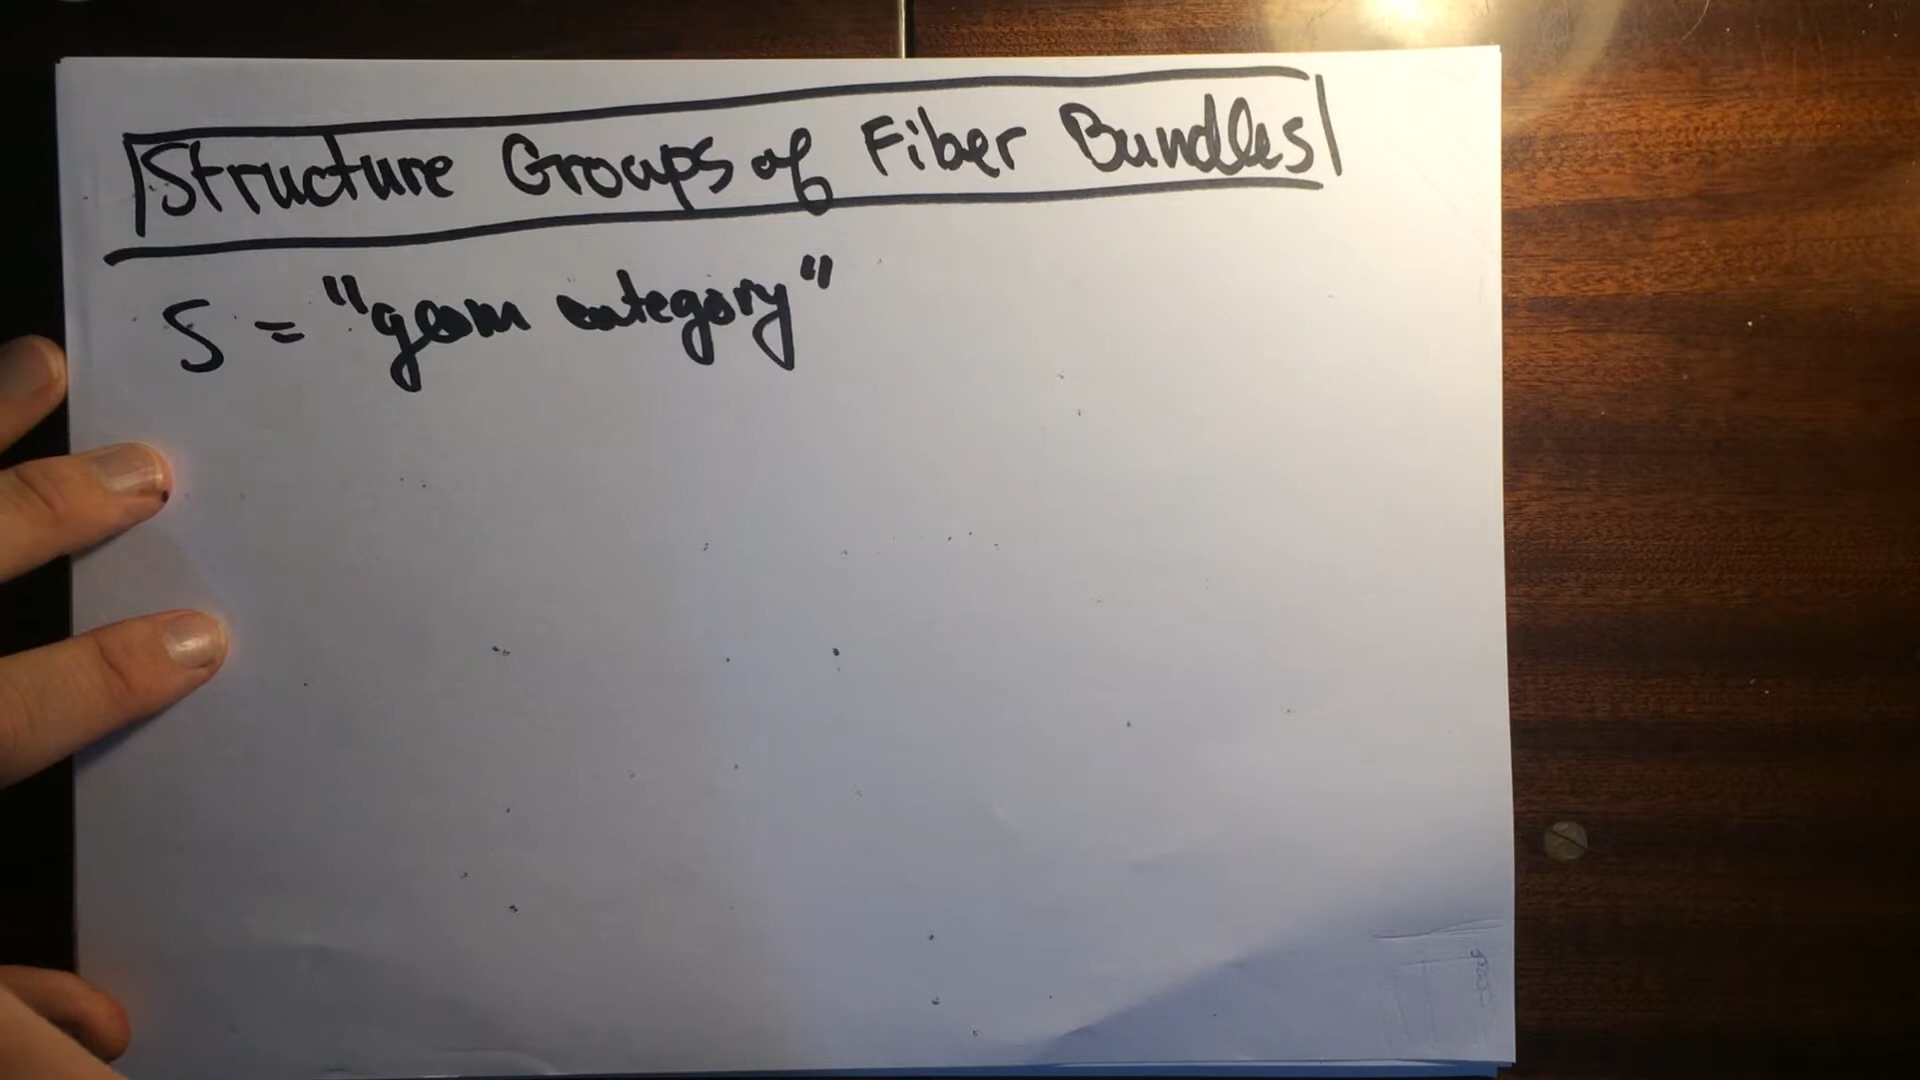 Structure Groups of Fiber Bundles
S = "geom category"